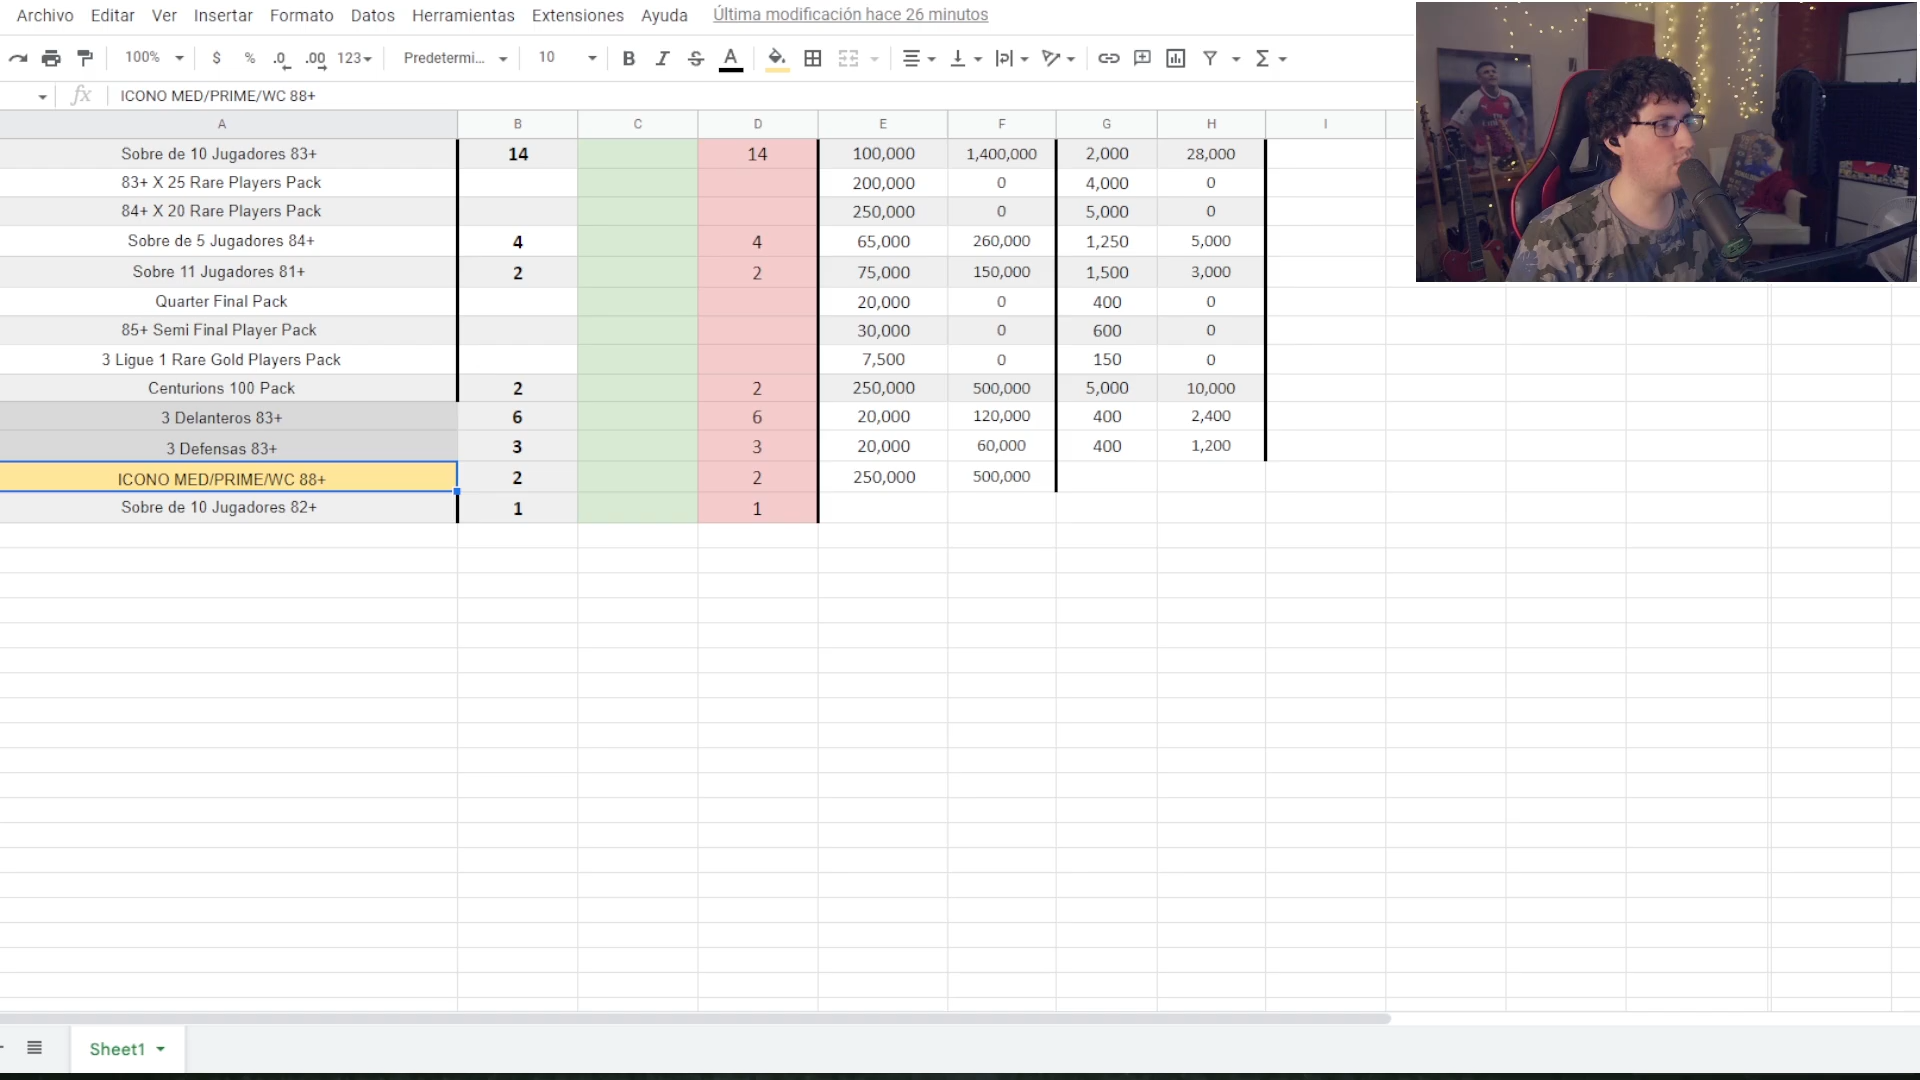 Archivo Editar Ver Insertar Formato Datos Herramientas Extensiones Ayuda Última modificación hace 26 minutos
100% $ % .0 .00 123 Predetermi... 10 B I S A Σ
fx ICONO MED/PRIME/WC 88+
A B C D E F G H I
Sobre de 10 Jugadores 83+ 14 14 100,000 1,400,000 2,000 28,000
83+ X 25 Rare Players Pack 200,000 0 4,000 0
84+ X 20 Rare Players Pack 250,000 0 5,000 0
Sobre de 5 Jugadores 84+ 4 4 65,000 260,000 1,250 5,000
Sobre 11 Jugadores 81+ 2 2 75,000 150,000 1,500 3,000
Quarter Final Pack 20,000 0 400 0
85+ Semi Final Player Pack 30,000 0 600 0
3 Ligue 1 Rare Gold Players Pack 7,500 0 150 0
Centurions 100 Pack 2 2 250,000 500,000 5,000 10,000
3 Delanteros 83+ 6 6 20,000 120,000 400 2,400
3 Defensas 83+ 3 3 20,000 60,000 400 1,200
ICONO MED/PRIME/WC 88+ 2 2 250,000 500,000
Sobre de 10 Jugadores 82+ 1 1
Sheet1